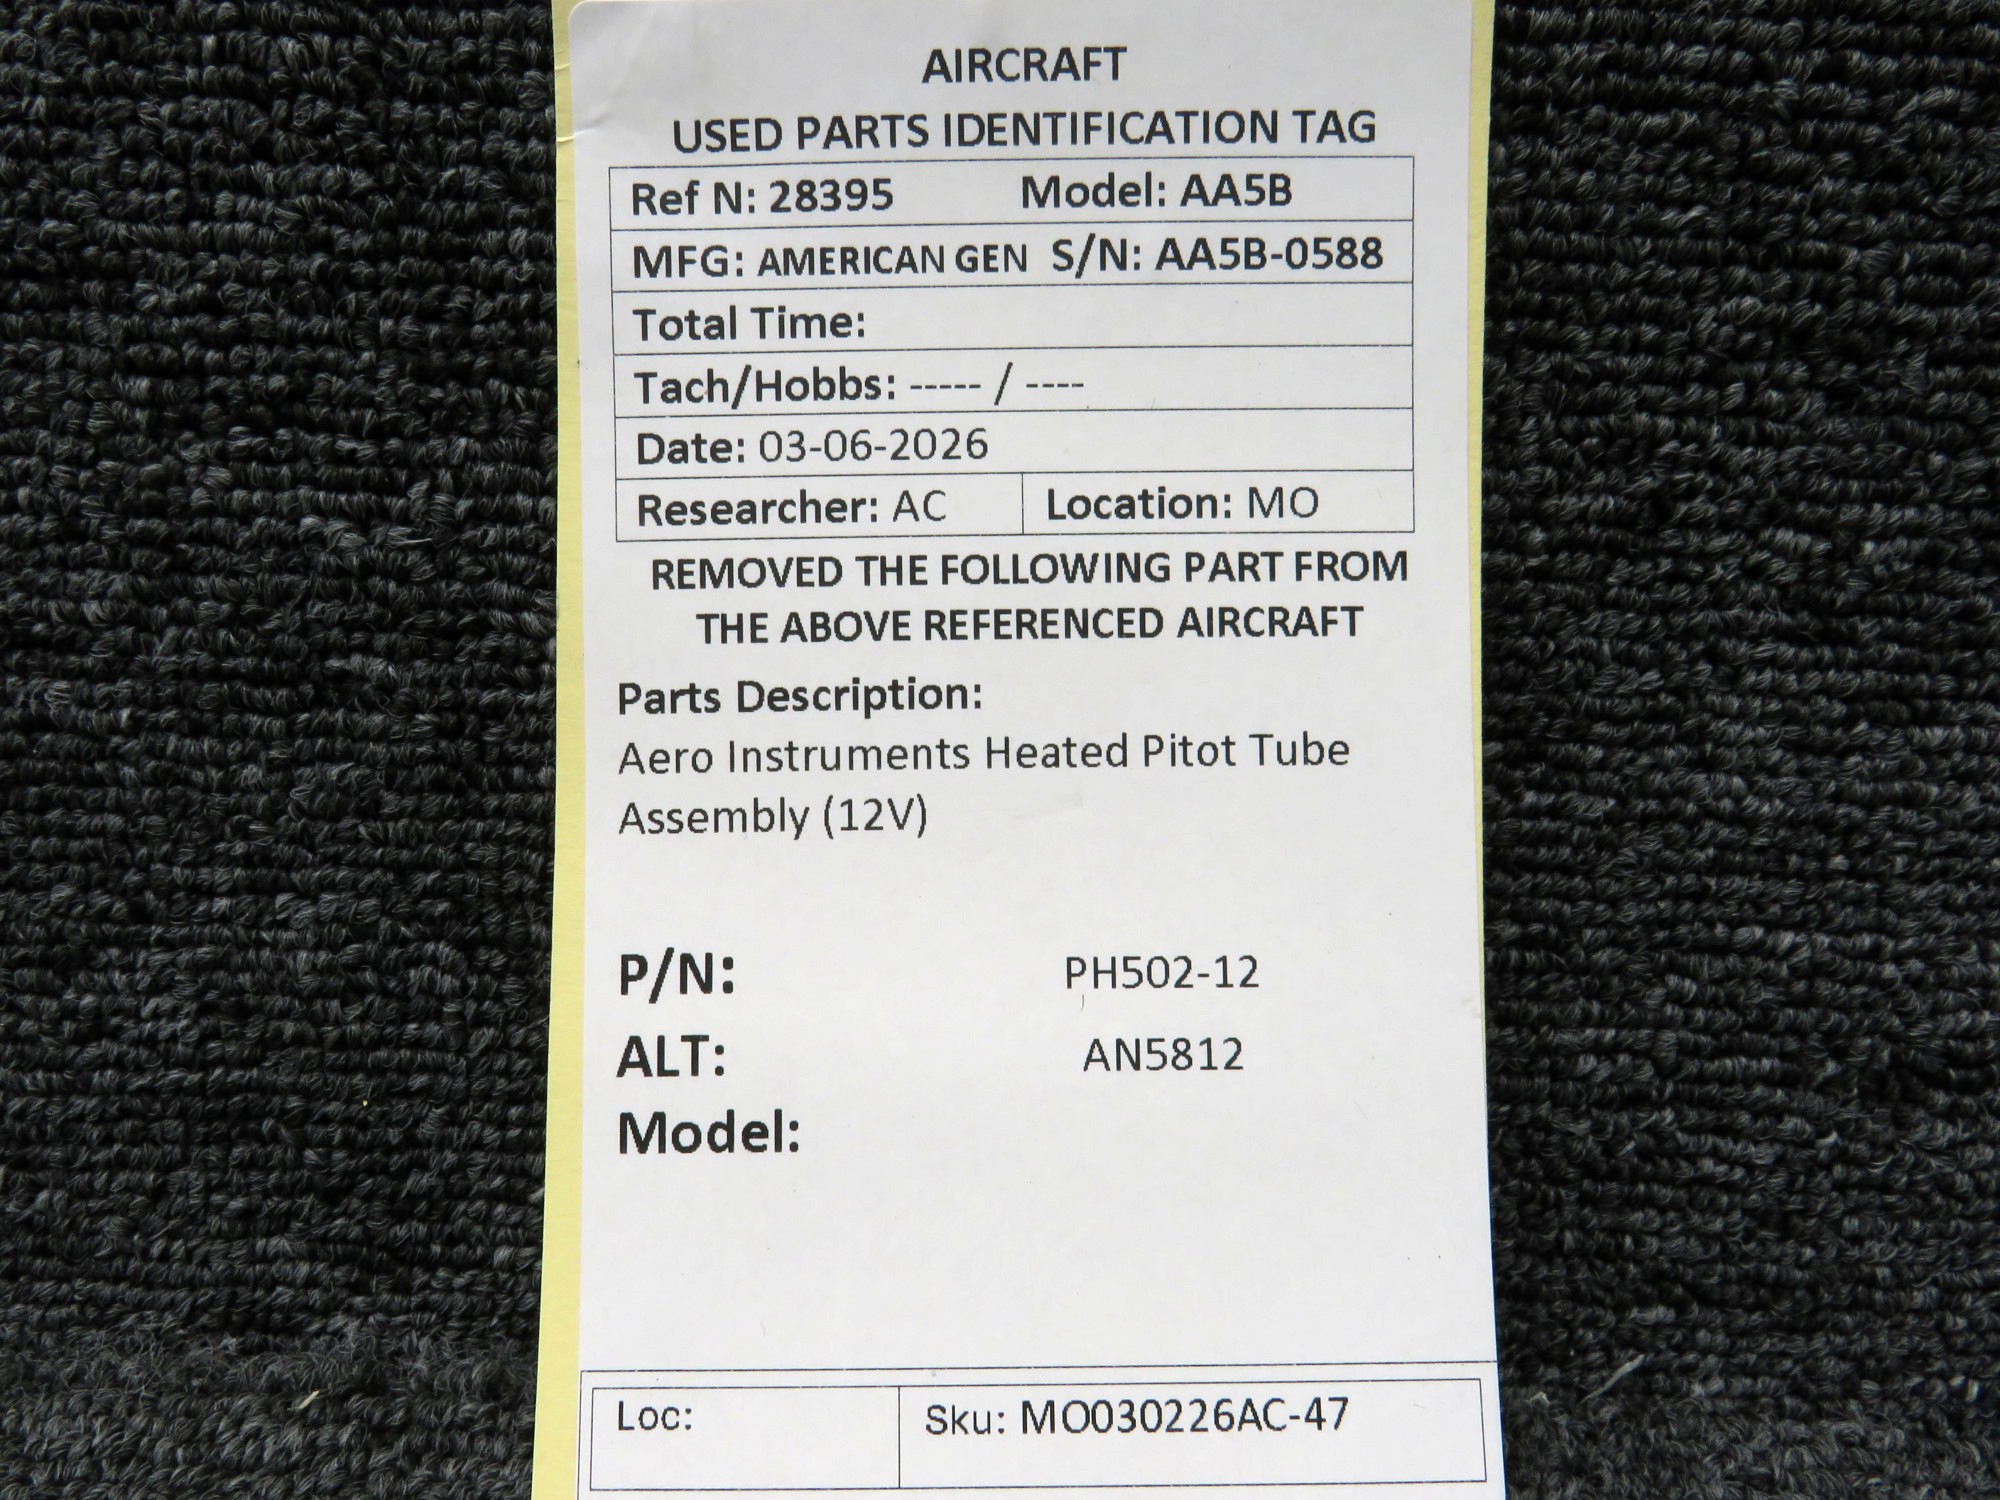 AIRCRAFT
USED PARTS IDENTIFICATION TAG
Ref N: 28395 Model: AA5B
MFG: AMERICAN GEN S/N: AA5B-0588
Total Time:
Tach/Hobbs: ----- / ----
Date: 03-06-2026
Researcher: AC Location: MO
REMOVED THE FOLLOWING PART FROM
THE ABOVE REFERENCED AIRCRAFT
Parts Description:
Aero Instruments Heated Pitot Tube
Assembly (12V)
P/N: PH502-12
ALT: AN5812
Model:
Loc: Sku: MO030226AC-47